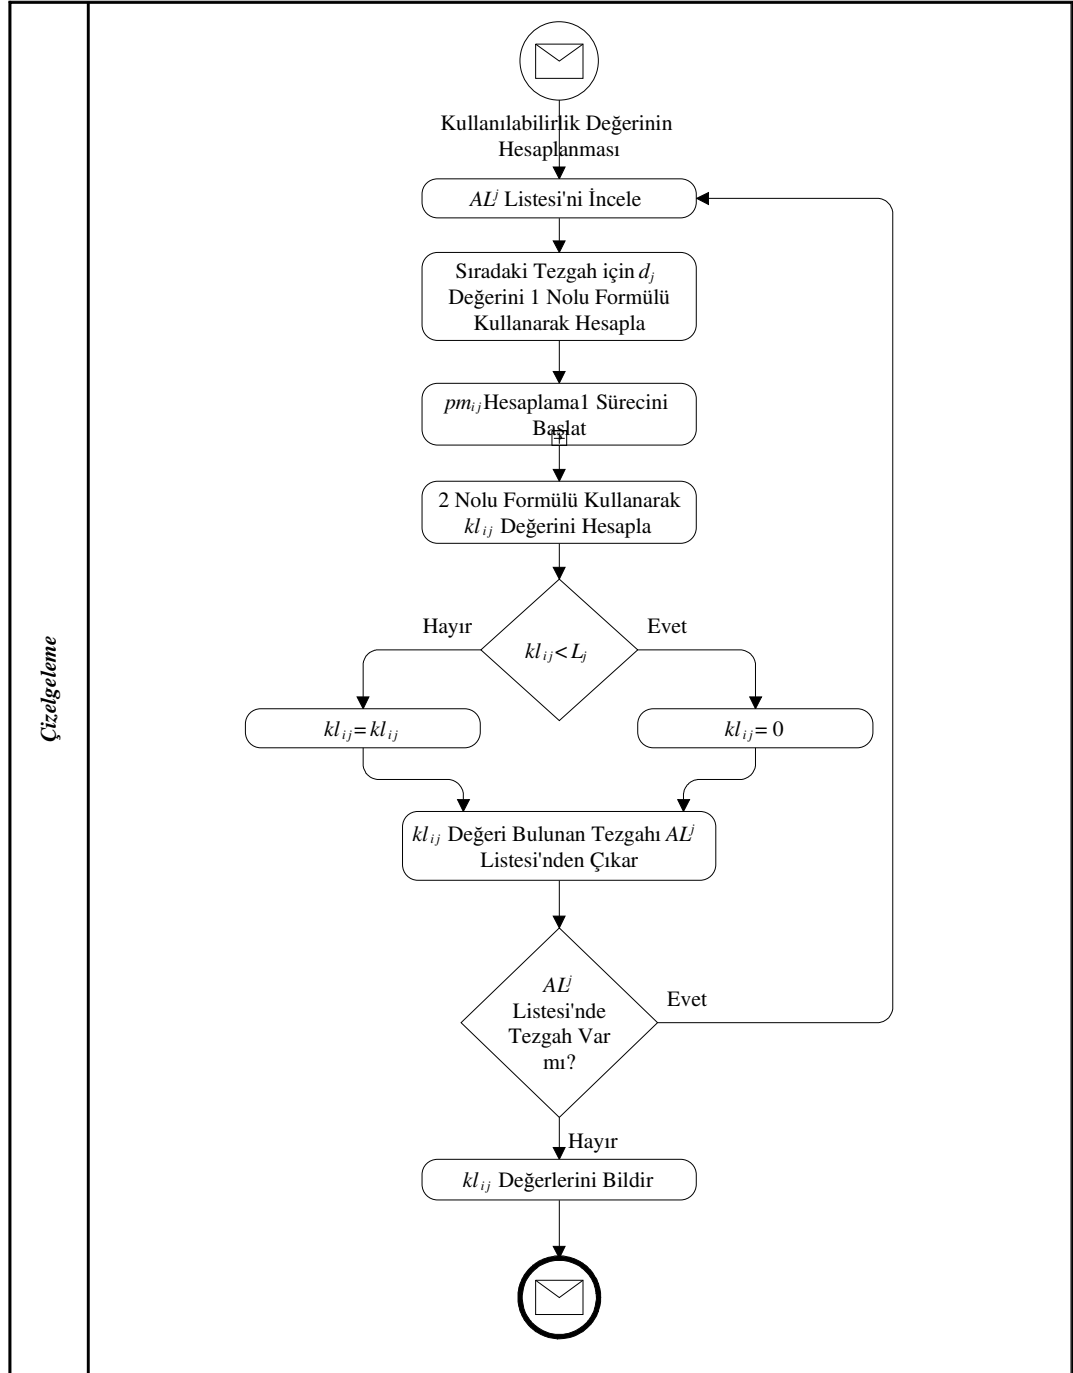 Kullanılabilirlik Değerinin
Hesaplanması
AL^j Listesi'ni İncele
Sıradaki Tezgah için d_j
Değerini 1 Nolu Formülü
Kullanarak Hesapla
pm_ij Hesaplama1 Sürecini
Başlat
2 Nolu Formülü Kullanarak
kl_ij Değerini Hesapla
Hayır
Evet
kl_ij < L_j
kl_ij = kl_ij
kl_ij = 0
kl_ij Değeri Bulunan Tezgahı AL^j
Listesi'nden Çıkar
AL^j
Listesi'nde
Tezgah Var
mı?
Evet
Hayır
kl_ij Değerlerini Bildir
Çizelgeleme